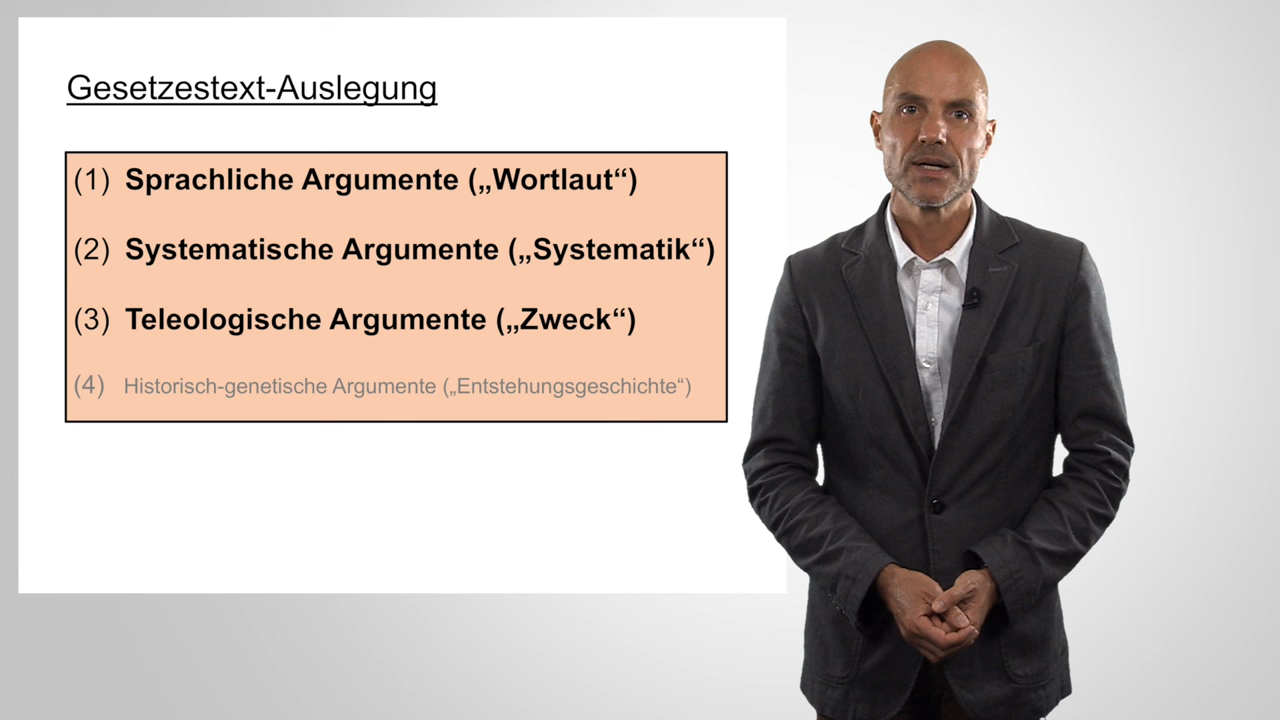 Gesetzestext-Auslegung
(1) Sprachliche Argumente („Wortlaut“)
(2) Systematische Argumente („Systematik“)
(3) Teleologische Argumente („Zweck“)
(4) Historisch-genetische Argumente („Entstehungsgeschichte“)